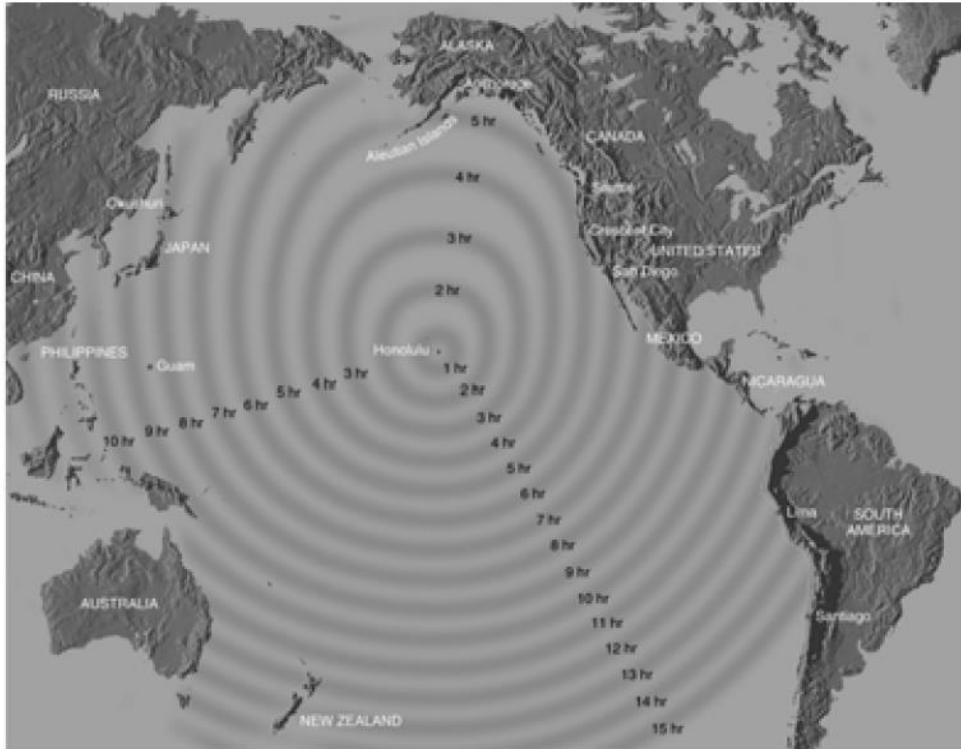 ALASKA
Anchorage
RUSSIA
5 hr
Aleutian Islands
CANADA
4 hr
Seattle
Okushuri
Crescent City
3 hr
JAPAN
UNITED STATES
CHINA
San Diego
2 hr
MEXICO
PHILIPPINES
Honolulu
Guam
1 hr
3 hr
NICARAGUA
4 hr
2 hr
5 hr
6 hr
7 hr
3 hr
8 hr
9 hr
10 hr
4 hr
5 hr
6 hr
Lima
SOUTH
AMERICA
7 hr
8 hr
9 hr
10 hr
AUSTRALIA
Santiago
11 hr
12 hr
13 hr
14 hr
NEW ZEALAND
15 hr